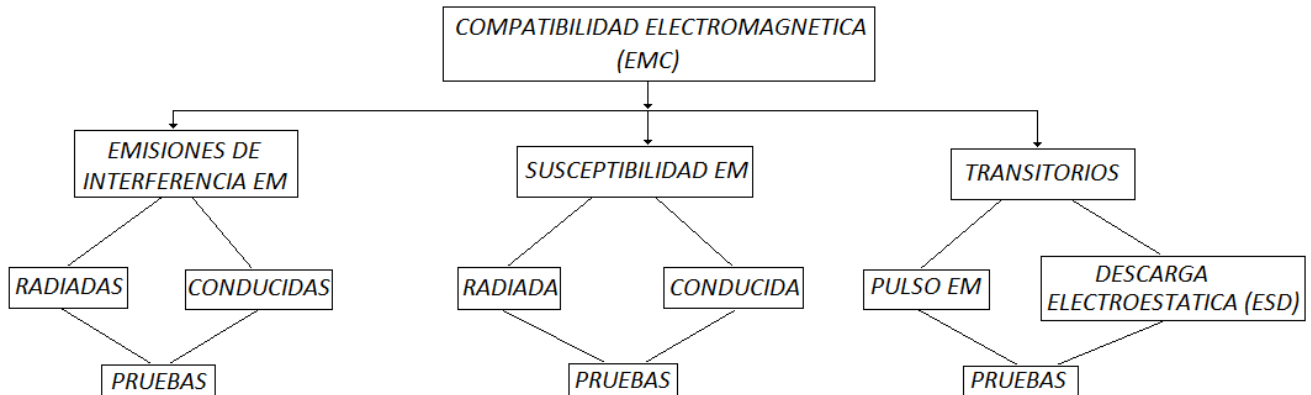 COMPATIBILIDAD ELECTROMAGNETICA
(EMC)
EMISIONES DE
INTERFERENCIA EM
SUSCEPTIBILIDAD EM
TRANSITORIOS
RADIADAS
CONDUCIDAS
RADIADA
CONDUCIDA
PULSO EM
DESCARGA
ELECTROESTATICA (ESD)
PRUEBAS
PRUEBAS
PRUEBAS